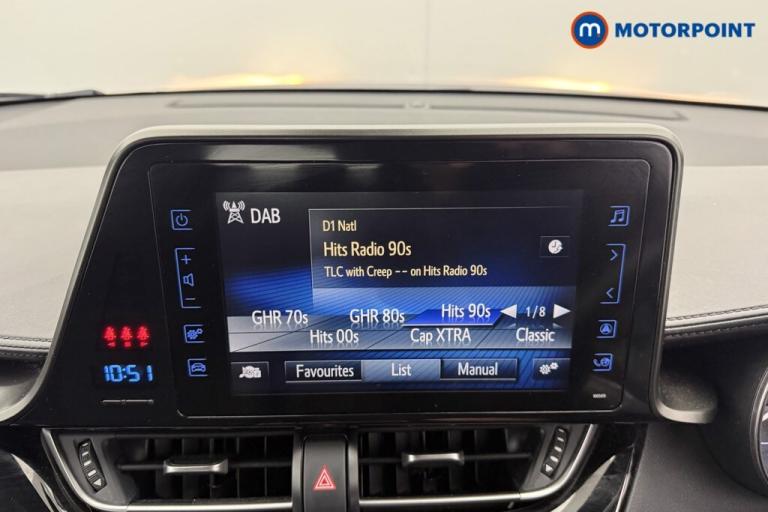 m MOTORPOINT
DAB
D1 Natl
Hits Radio 90s
TLC with Creep -- on Hits Radio 90s
GHR 70s GHR 80s Hits 90s 1/8
Hits 00s Cap XTRA Classic
Favourites List Manual
10:51